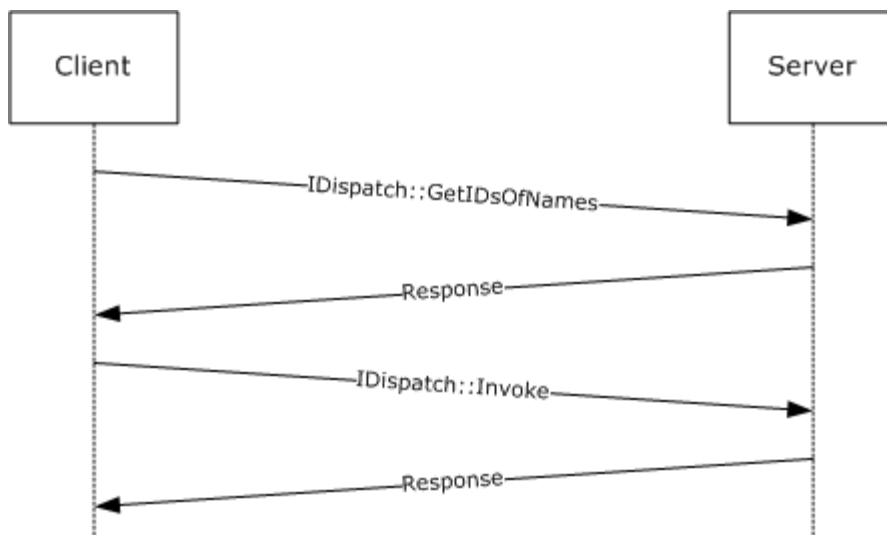 Client
Server
IDispatch::GetIDsOfNames
Response
IDispatch::Invoke
Response